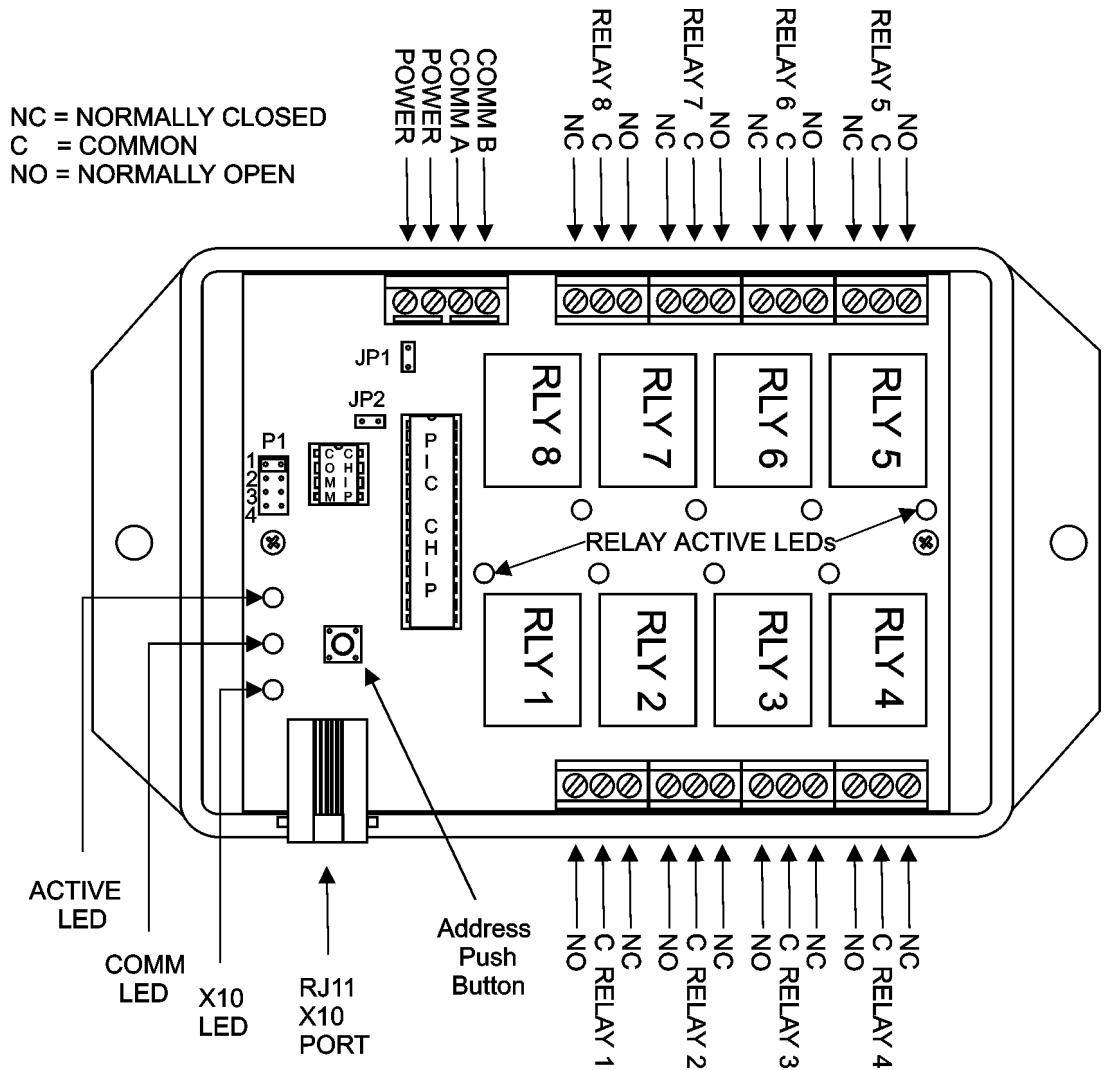 NC = NORMALLY CLOSED
C = COMMON
NO = NORMALLY OPEN
POWER
POWER
COMM A
COMM B
RELAY 8
NC
C
NO
RELAY 7
NC
C
NO
RELAY 6
NC
C
NO
RELAY 5
NC
C
NO
JP1
JP2
P1
1
2
3
4
COMM
CHIP
PIC CHIP
RLY 8
RLY 7
RLY 6
RLY 5
RELAY ACTIVE LEDs
RLY 1
RLY 2
RLY 3
RLY 4
ACTIVE
LED
COMM
LED
X10
LED
RJ11
X10
PORT
Address
Push
Button
NO
C
NC
RELAY 1
NO
C
NC
RELAY 2
NO
C
NC
RELAY 3
NO
C
NC
RELAY 4